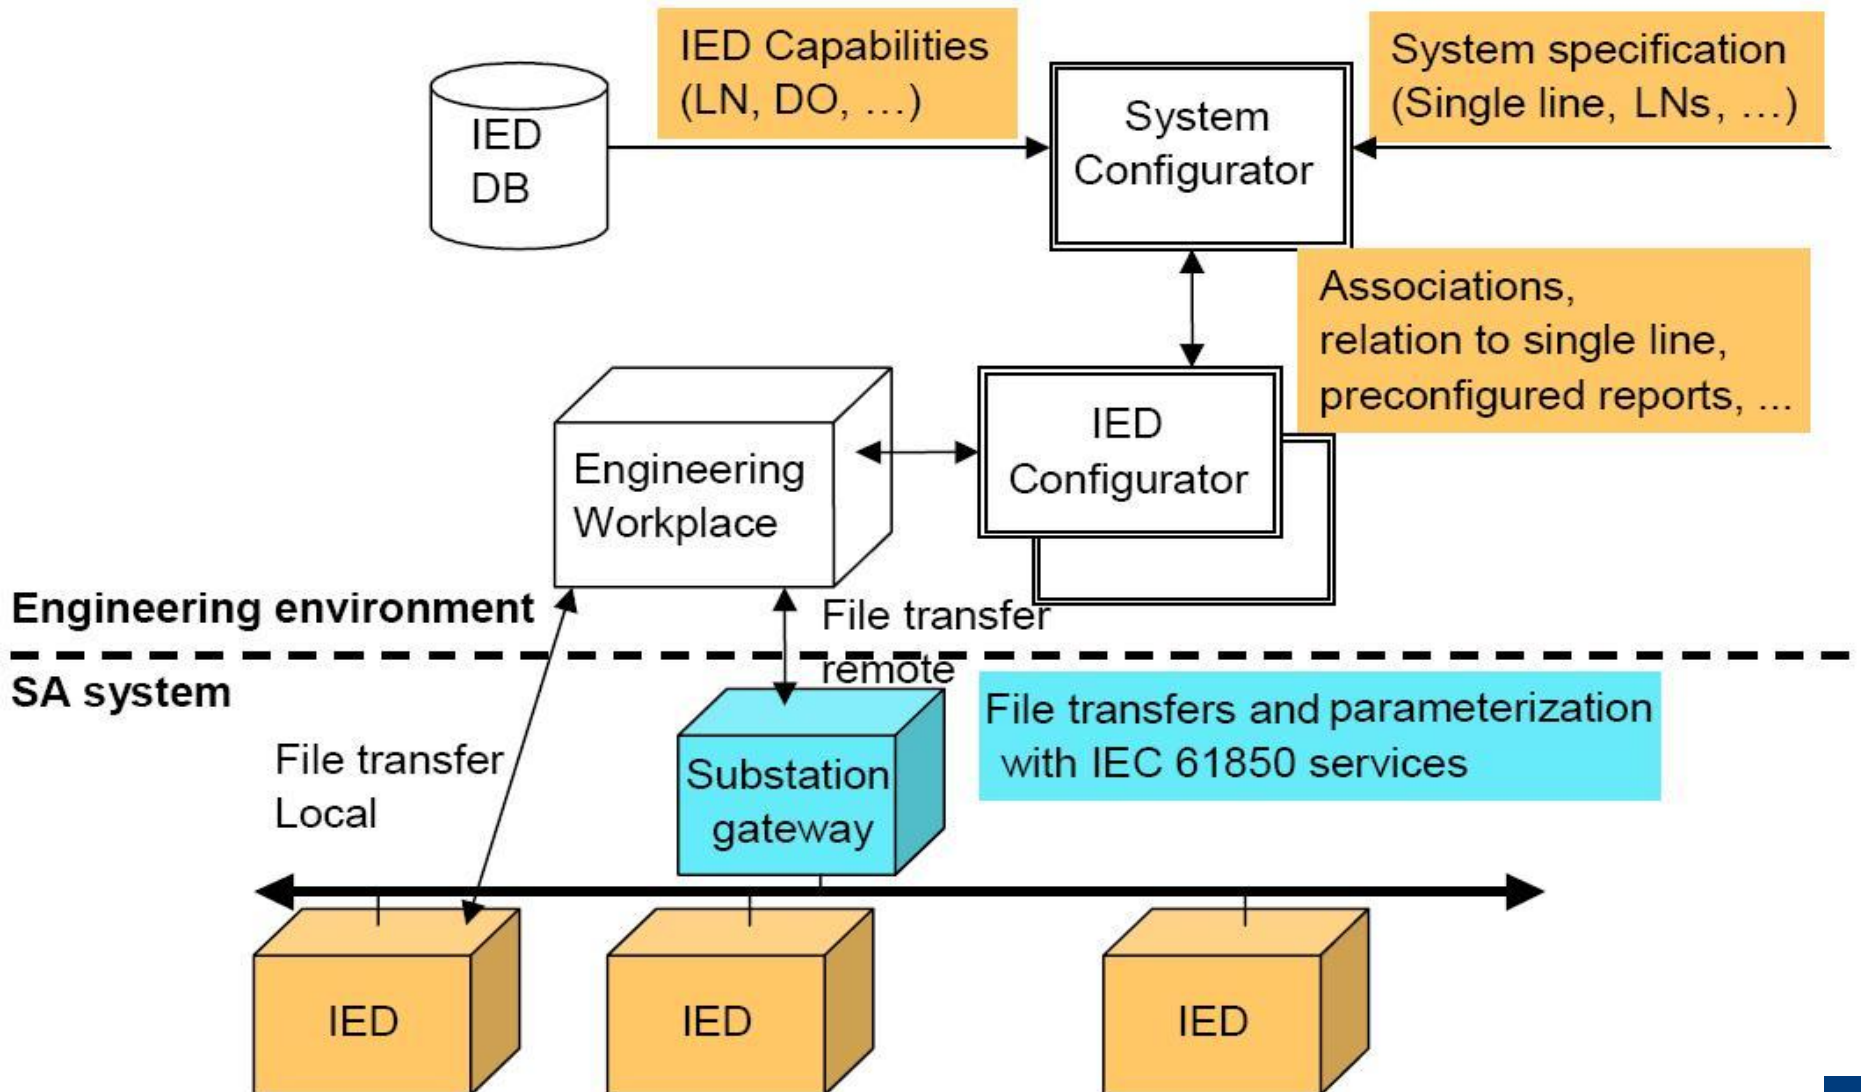 IED Capabilities
(LN, DO, …)
System specification
(Single line, LNs, …)
IED
DB
System
Configurator
Associations,
relation to single line,
preconfigured reports, ...
IED
Configurator
Engineering
Workplace
Engineering environment
File transfer
remote
SA system
File transfers and parameterization
with IEC 61850 services
File transfer
Local
Substation
gateway
IED
IED
IED